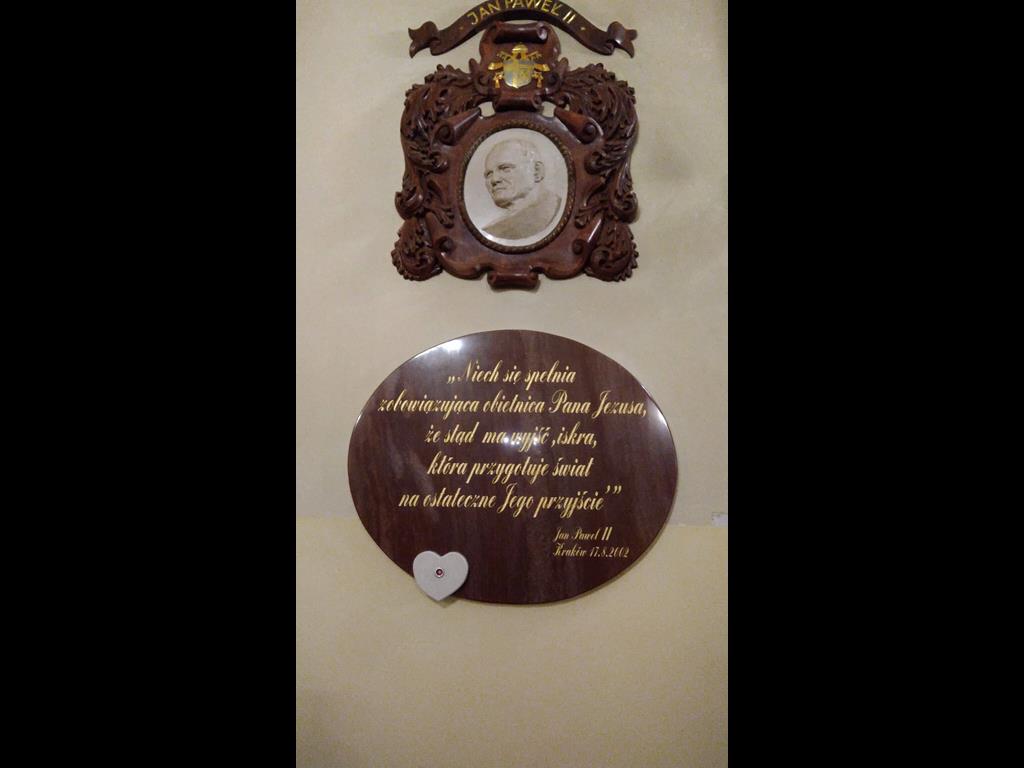 JAN PAWEŁ II
„Niech się spełnia
zobowiązująca obietnica Pana Jezusa,
że stąd ma wyjść ‚iskra,
która przygotuje świat
na ostateczne Jego przyjście’”
Jan Paweł II
Kraków 17.8.2002